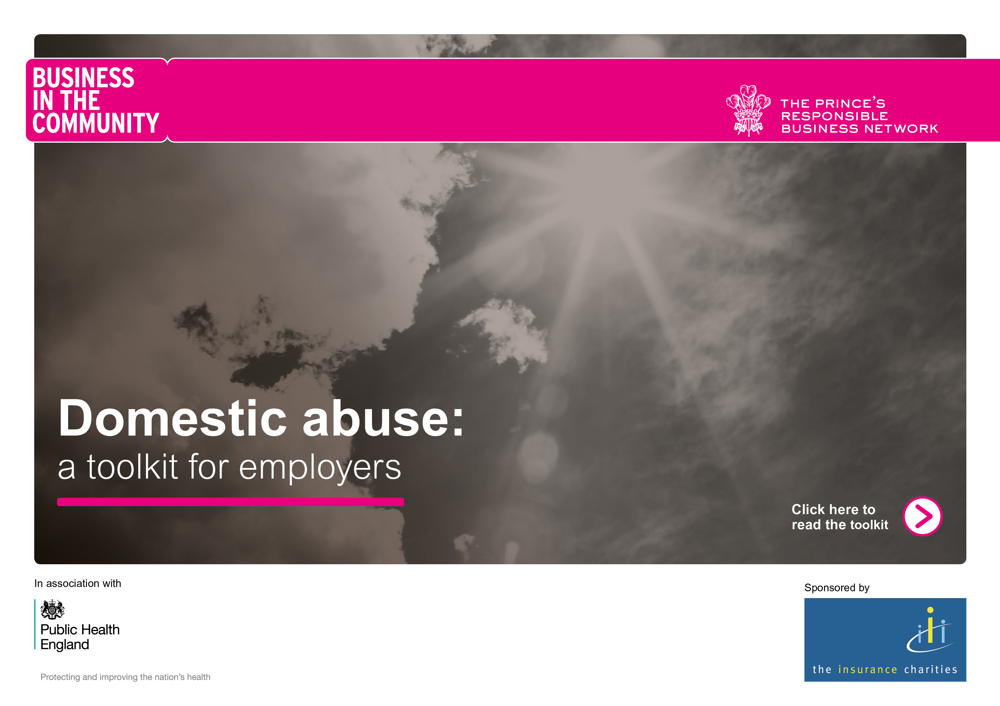 BUSINESS
IN THE
COMMUNITY
THE PRINCE'S
RESPONSIBLE
BUSINESS NETWORK
ICH DIEN
Domestic abuse:
a toolkit for employers
Click here to
read the toolkit
In association with
Public Health
England
Protecting and improving the nation's health
Sponsored by
the insurance charities